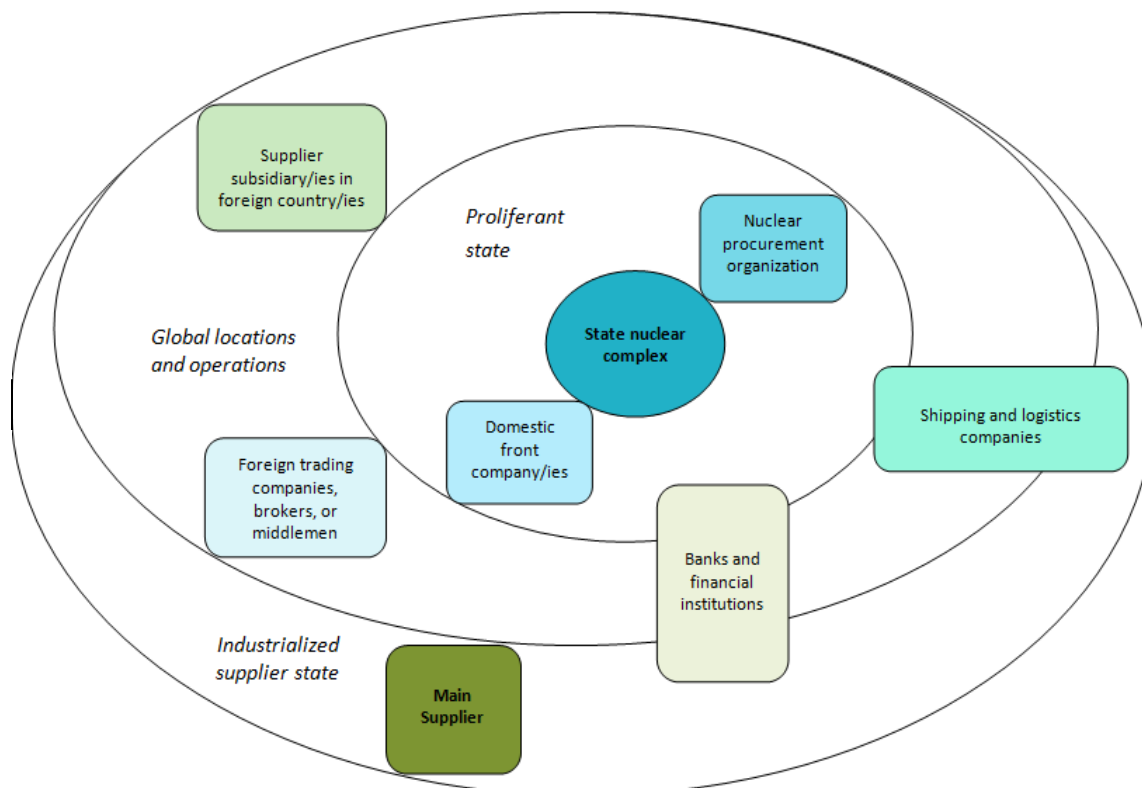 Supplier
subsidiary/ies in
foreign country/ies
Proliferant
state
Nuclear
procurement
organization
State nuclear
complex
Global locations
and operations
Domestic
front
company/ies
Shipping and logistics
companies
Foreign trading
companies,
brokers, or
middlemen
Banks and
financial
institutions
Industrialized
supplier state
Main
Supplier